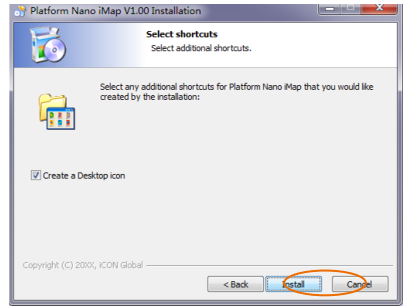 Platform Nano iMap V1.00 Installation
Select shortcuts
Select additional shortcuts.
Select any additional shortcuts for Platform Nano iMap that you would like
created by the installation:
Create a Desktop icon
Copyright (C) 20XX, iCON Global
< Back Install Cancel